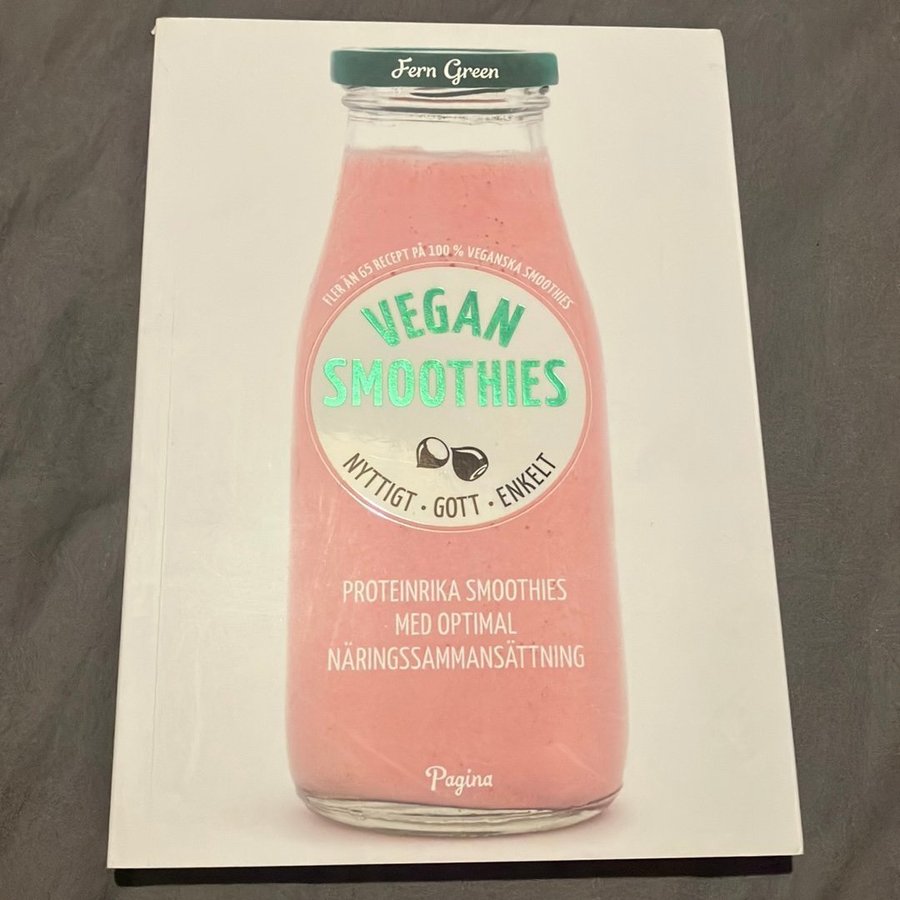 Fern Green
FLER ÄN 65 RECEPT PÅ 100 % VEGANSKA SMOOTHIES
VEGAN
SMOOTHIES
NYTTIGT · GOTT · ENKELT
PROTEINRIKA SMOOTHIES
MED OPTIMAL
NÄRINGSSAMMANSÄTTNING
Pagina